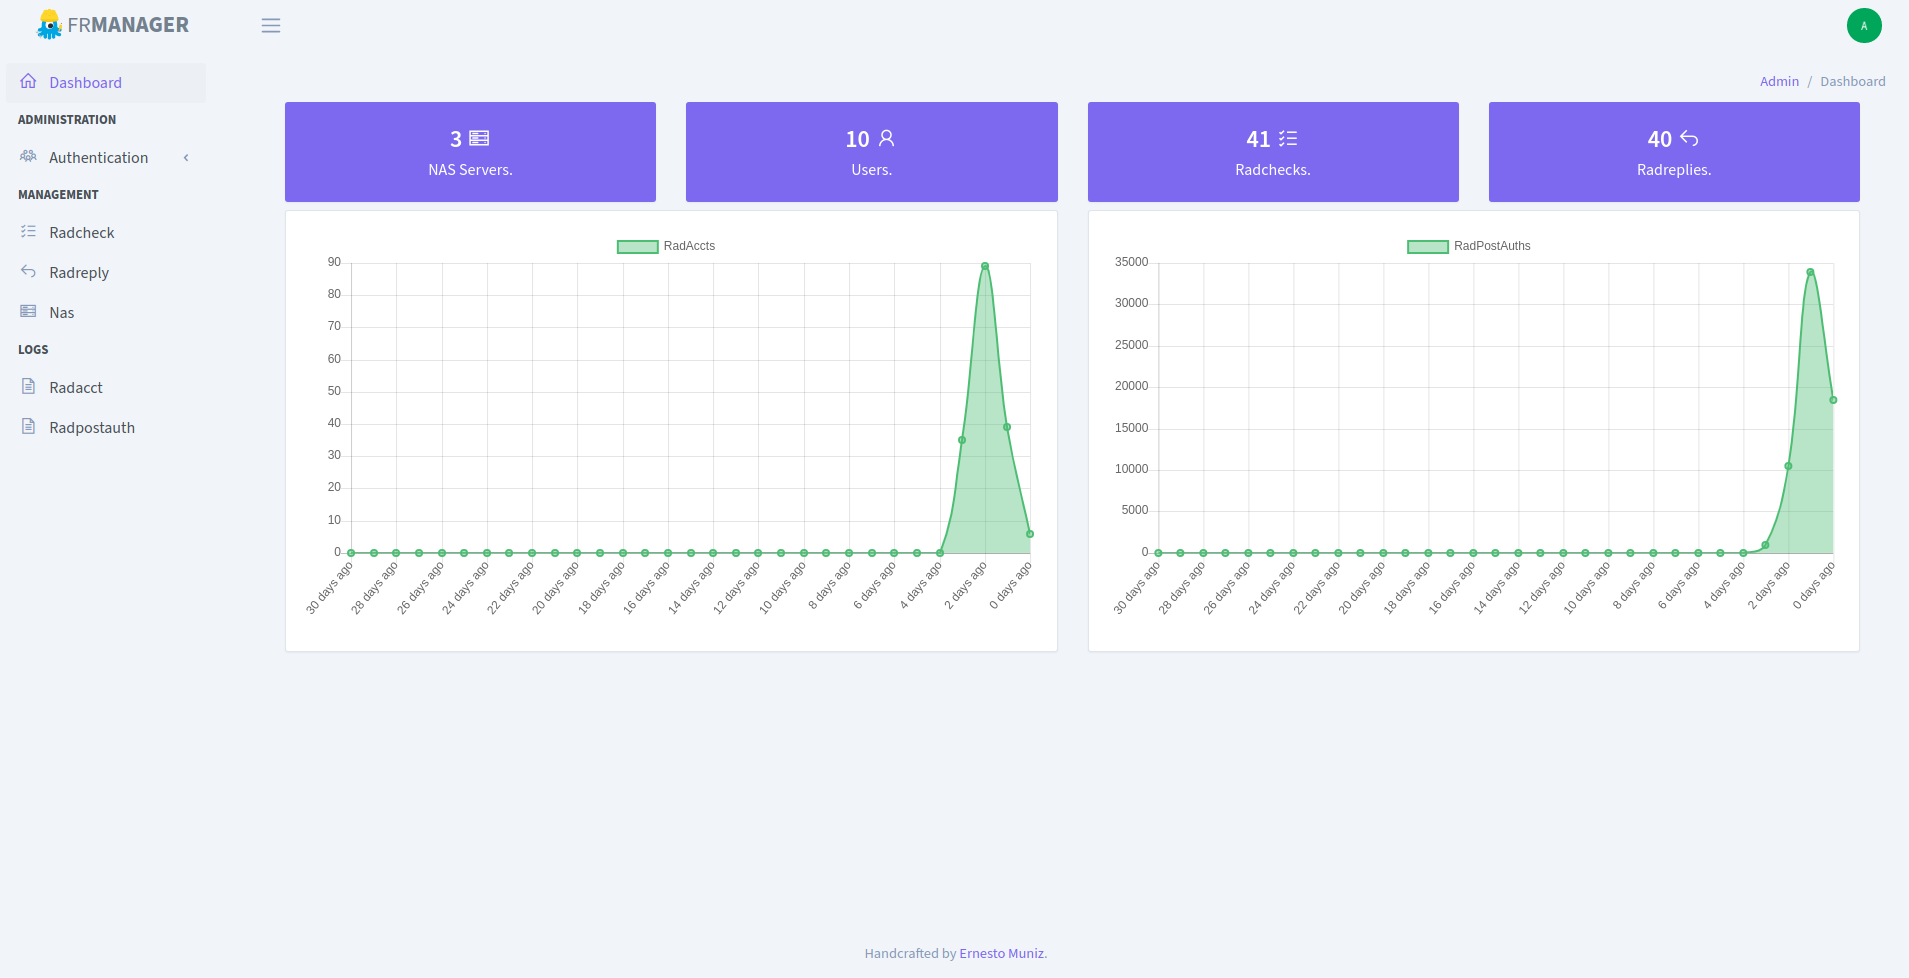 FRMANAGER
A
Dashboard
ADMINISTRATION
Authentication
MANAGEMENT
Radcheck
Radreply
Nas
LOGS
Radacct
Radpostauth
Admin / Dashboard
3
NAS Servers.
10
Users.
41
Radchecks.
40
Radreplies.
RadAccts
90
80
70
60
50
40
30
20
10
0
30 days ago
28 days ago
26 days ago
24 days ago
22 days ago
20 days ago
18 days ago
16 days ago
14 days ago
12 days ago
10 days ago
8 days ago
6 days ago
4 days ago
2 days ago
0 days ago
RadPostAuths
35000
30000
25000
20000
15000
10000
5000
0
30 days ago
28 days ago
26 days ago
24 days ago
22 days ago
20 days ago
18 days ago
16 days ago
14 days ago
12 days ago
10 days ago
8 days ago
6 days ago
4 days ago
2 days ago
0 days ago
Handcrafted by Ernesto Muniz.